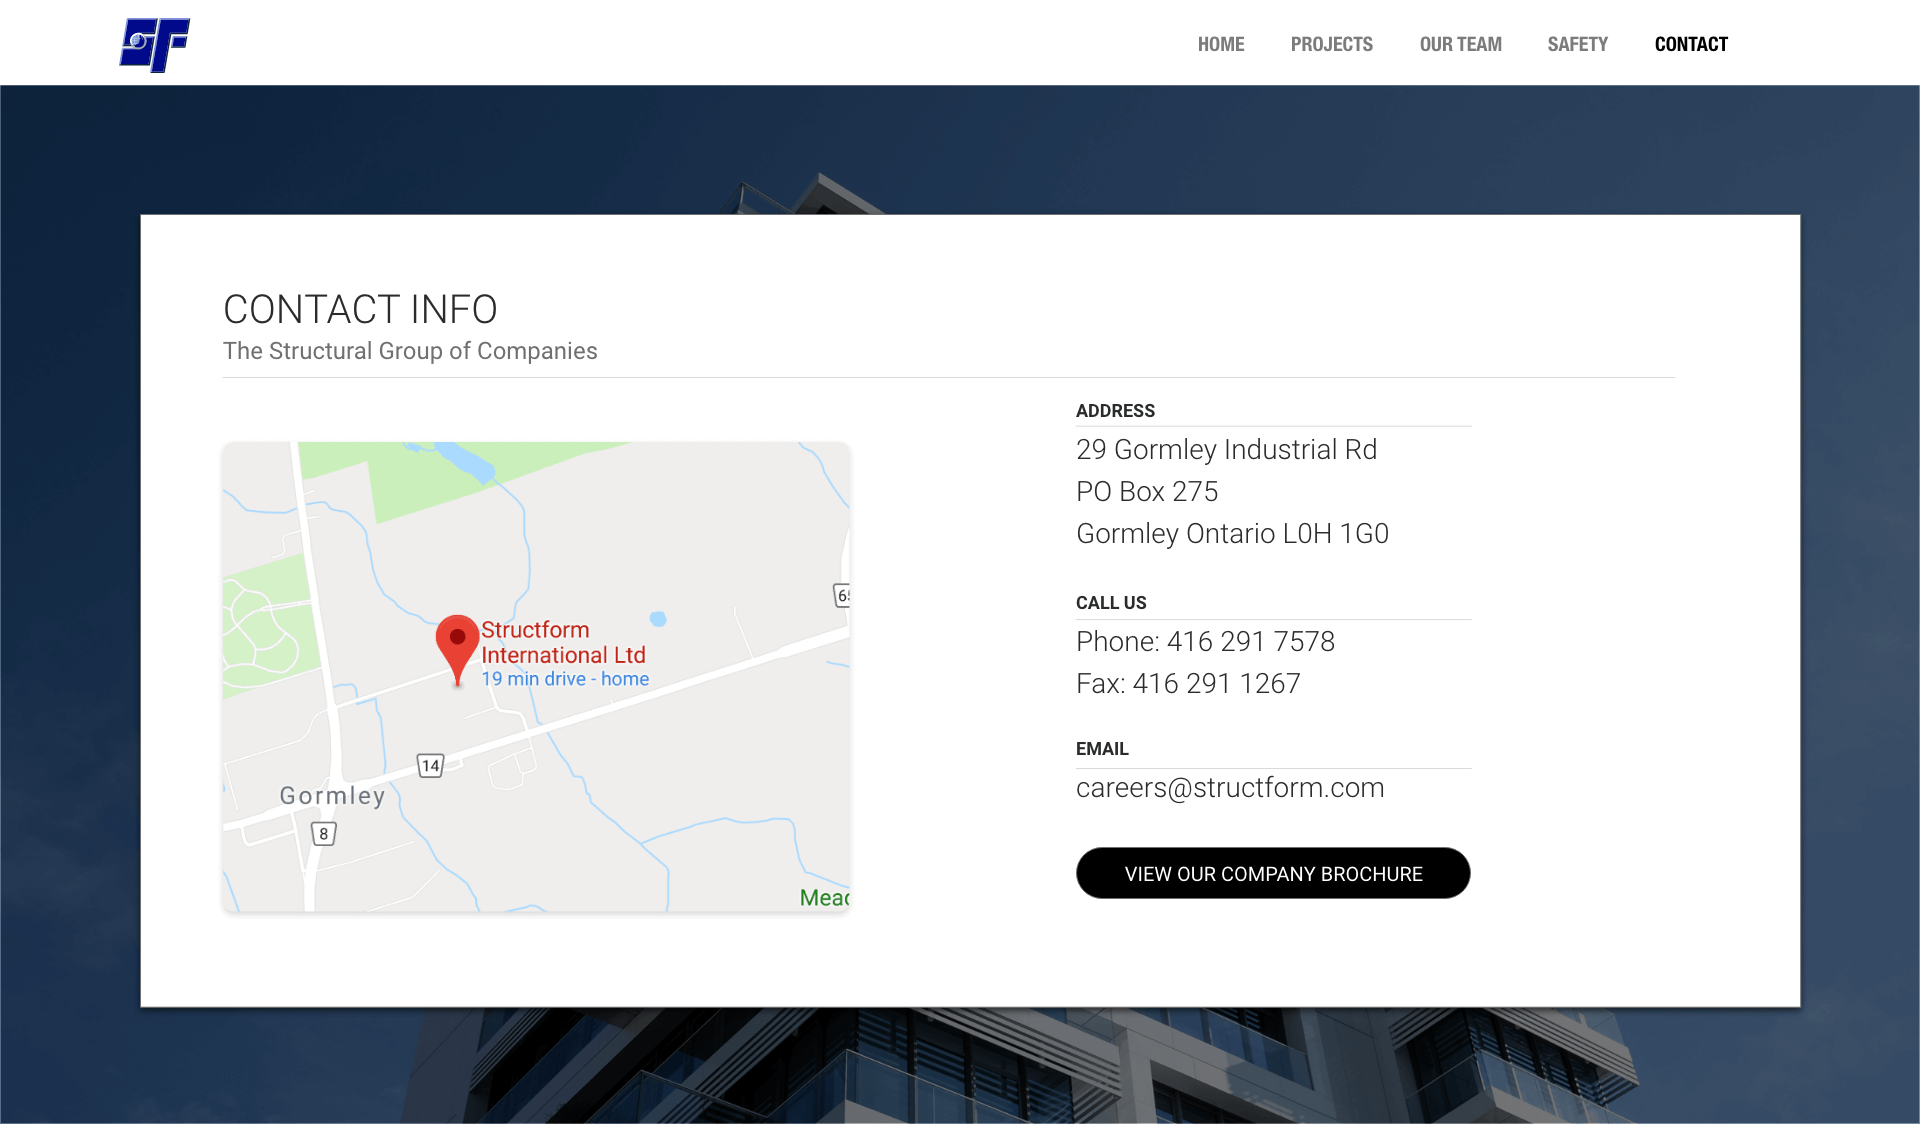 SF
HOME PROJECTS OUR TEAM SAFETY CONTACT
CONTACT INFO
The Structural Group of Companies
Structform
International Ltd
19 min drive - home
65
14
Gormley
8
Mead
ADDRESS
29 Gormley Industrial Rd
PO Box 275
Gormley Ontario L0H 1G0
CALL US
Phone: 416 291 7578
Fax: 416 291 1267
EMAIL
careers@structform.com
VIEW OUR COMPANY BROCHURE